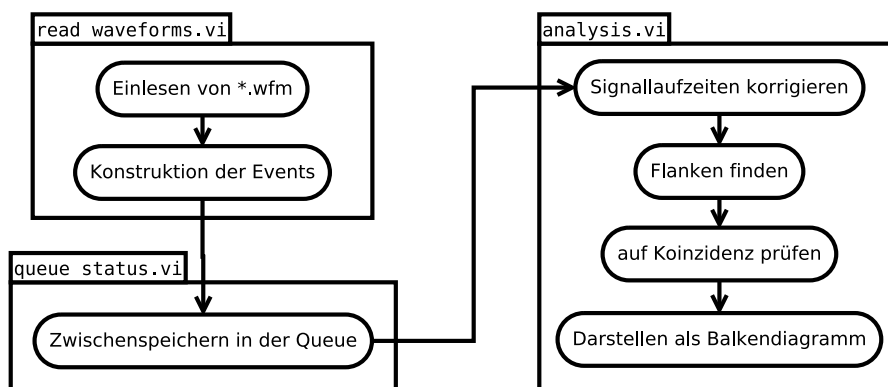 read waveforms.vi
Einlesen von *.wfm
Konstruktion der Events
queue status.vi
Zwischenspeichern in der Queue
analysis.vi
Signallaufzeiten korrigieren
Flanken finden
auf Koinzidenz prüfen
Darstellen als Balkendiagramm